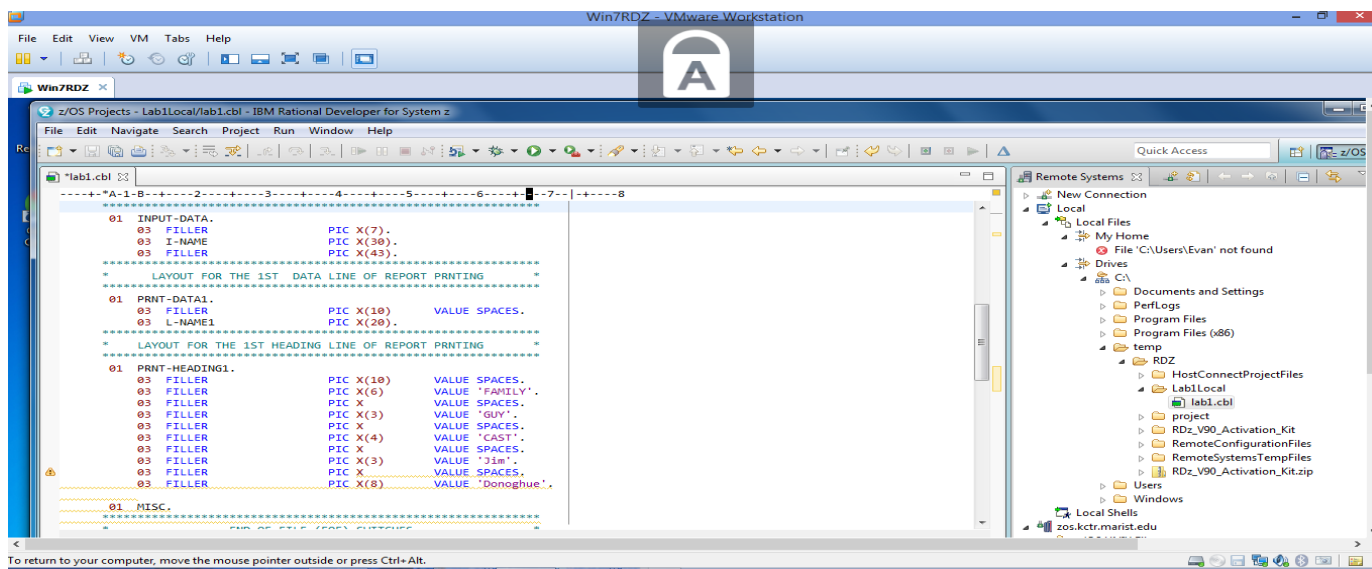 Win7RDZ - VMware Workstation
File Edit View VM Tabs Help
A
Win7RDZ
z/OS Projects - Lab1Local/lab1.cbl - IBM Rational Developer for System z
File Edit Navigate Search Project Run Window Help
Quick Access
z/OS
*lab1.cbl
----+-*A-1-B--+----2----+----3----+----4----+----5----+----6----+----7--|-+----8
******************************************************************
01 INPUT-DATA.
03 FILLER PIC X(7).
03 I-NAME PIC X(30).
03 FILLER PIC X(43).
******************************************************************
* LAYOUT FOR THE 1ST DATA LINE OF REPORT PRNTING *
******************************************************************
01 PRNT-DATA1.
03 FILLER PIC X(10) VALUE SPACES.
03 L-NAME1 PIC X(20).
******************************************************************
* LAYOUT FOR THE 1ST HEADING LINE OF REPORT PRNTING *
******************************************************************
01 PRNT-HEADING1.
03 FILLER PIC X(10) VALUE SPACES.
03 FILLER PIC X(6) VALUE 'FAMILY'.
03 FILLER PIC X VALUE SPACES.
03 FILLER PIC X(3) VALUE 'GUY'.
03 FILLER PIC X VALUE SPACES.
03 FILLER PIC X(4) VALUE 'CAST'.
03 FILLER PIC X VALUE SPACES.
03 FILLER PIC X(3) VALUE 'Jim'.
03 FILLER PIC X VALUE SPACES.
03 FILLER PIC X(8) VALUE 'Donoghue'.
01 MISC.
******************************************************************
Remote Systems
New Connection
Local
Local Files
My Home
File 'C:\Users\Evan' not found
Drives
C:\
Documents and Settings
PerfLogs
Program Files
Program Files (x86)
temp
RDZ
HostConnectProjectFiles
Lab1Local
lab1.cbl
project
RDz_V90_Activation_Kit
RemoteConfigurationFiles
RemoteSystemsTempFiles
RDz_V90_Activation_Kit.zip
Users
Windows
Local Shells
zos.kctr.marist.edu
To return to your computer, move the mouse pointer outside or press Ctrl+Alt.